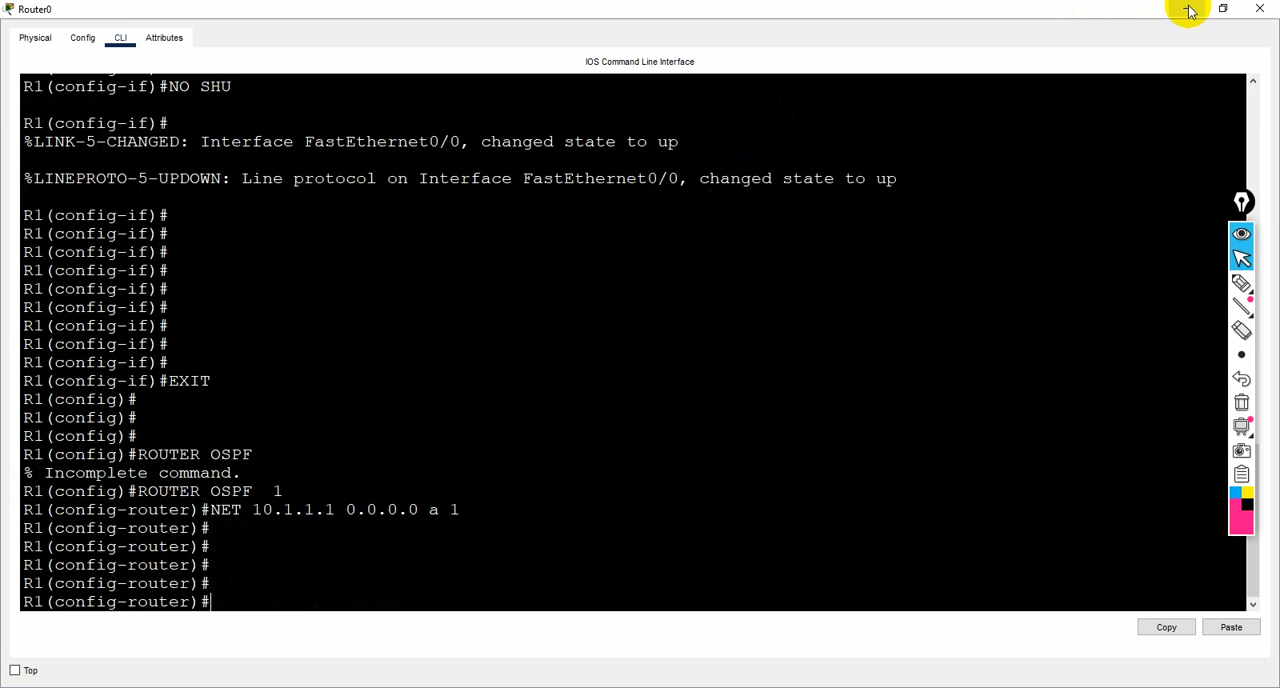 Router0
Physical Config CLI Attributes
IOS Command Line Interface
R1(config-if)#NO SHU
R1(config-if)#
%LINK-5-CHANGED: Interface FastEthernet0/0, changed state to up
%LINEPROTO-5-UPDOWN: Line protocol on Interface FastEthernet0/0, changed state to up
R1(config-if)#
R1(config-if)#
R1(config-if)#
R1(config-if)#
R1(config-if)#
R1(config-if)#
R1(config-if)#
R1(config-if)#
R1(config-if)#
R1(config-if)#EXIT
R1(config)#
R1(config)#
R1(config)#
R1(config)#ROUTER OSPF
% Incomplete command.
R1(config)#ROUTER OSPF  1
R1(config-router)#NET 10.1.1.1 0.0.0.0 a 1
R1(config-router)#
R1(config-router)#
R1(config-router)#
R1(config-router)#
R1(config-router)#
Copy Paste
Top